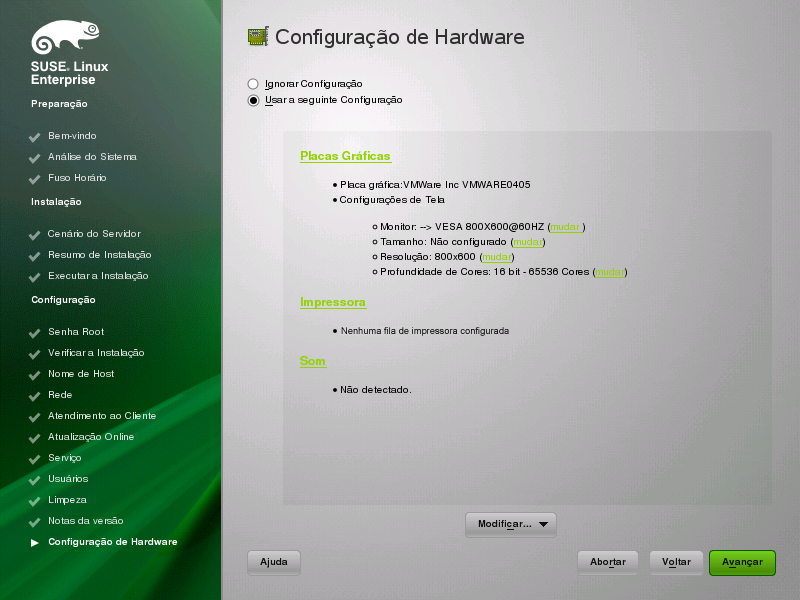 SUSE. Linux
Enterprise
Preparação
Bem-vindo
Análise do Sistema
Fuso Horário
Instalação
Cenário do Servidor
Resumo de Instalação
Executar a Instalação
Configuração
Senha Root
Verificar a Instalação
Nome de Host
Rede
Atendimento ao Cliente
Atualização Online
Serviço
Usuários
Limpeza
Notas da versão
Configuração de Hardware
Configuração de Hardware
Ignorar Configuração
Usar a seguinte Configuração
Placas Gráficas
Placa gráfica:VMWare Inc VMWARE0405
Configurações de Tela
Monitor: --> VESA 800X600@60HZ (mudar)
Tamanho: Não configurado (mudar)
Resolução: 800x600 (mudar)
Profundidade de Cores: 16 bit - 65536 Cores (mudar)
Impressora
Nenhuma fila de impressora configurada
Som
Não detectado.
Modificar...
Ajuda
Abortar
Voltar
Avançar